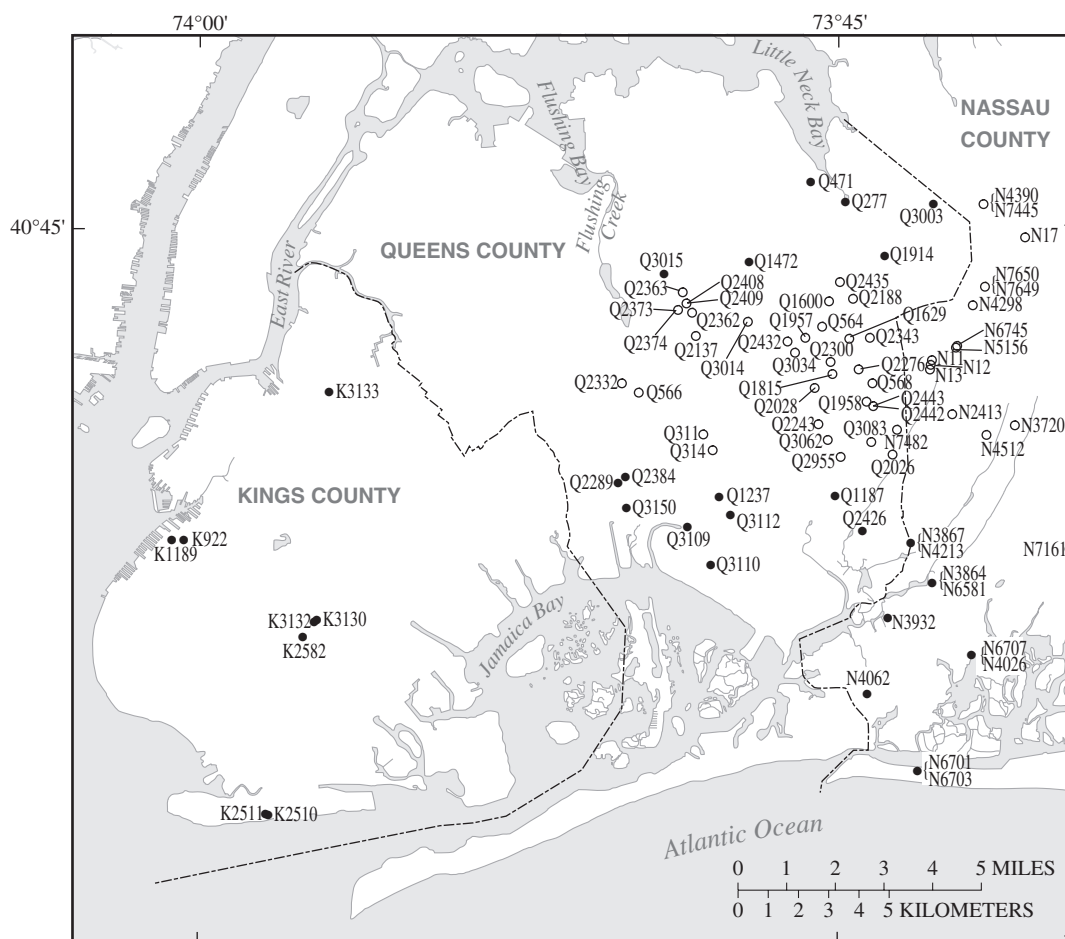 74°00'
73°45'
Little Neck Bay
NASSAU
COUNTY
Flushing Bay
Q471
N4390
N7445
Q277
Q3003
Flushing
Creek
40°45'
N17
QUEENS COUNTY
Q3015
Q1472
Q1914
East River
Q2363
Q2408
Q2409
Q2435
N7650
N7649
Q1600
Q2188
N4298
Q2373
Q2362
Q1957
Q564
Q1629
Q2374
Q2432
Q2343
N6745
N5156
Q2137
Q3014
Q3034
Q2300
N11
N12
N13
Q2276
K3133
Q2332
Q566
Q1815
Q568
Q2028
Q1958
Q2443
Q2442
N2413
N3720
Q311
Q2243
Q3083
N7482
N4512
Q314
Q3062
Q2955
Q2026
Q2384
Q2289
KINGS COUNTY
Q1237
Q1187
Q3150
Q3112
Q2426
Q3109
K922
K1189
N3867
N4213
N7161
Q3110
N3864
N6581
K3132
K3130
Jamaica Bay
N3932
K2582
N6707
N4026
N4062
N6701
N6703
K2511
K2510
Atlantic Ocean
0 1 2 3 4 5 MILES
0 1 2 3 4 5 KILOMETERS